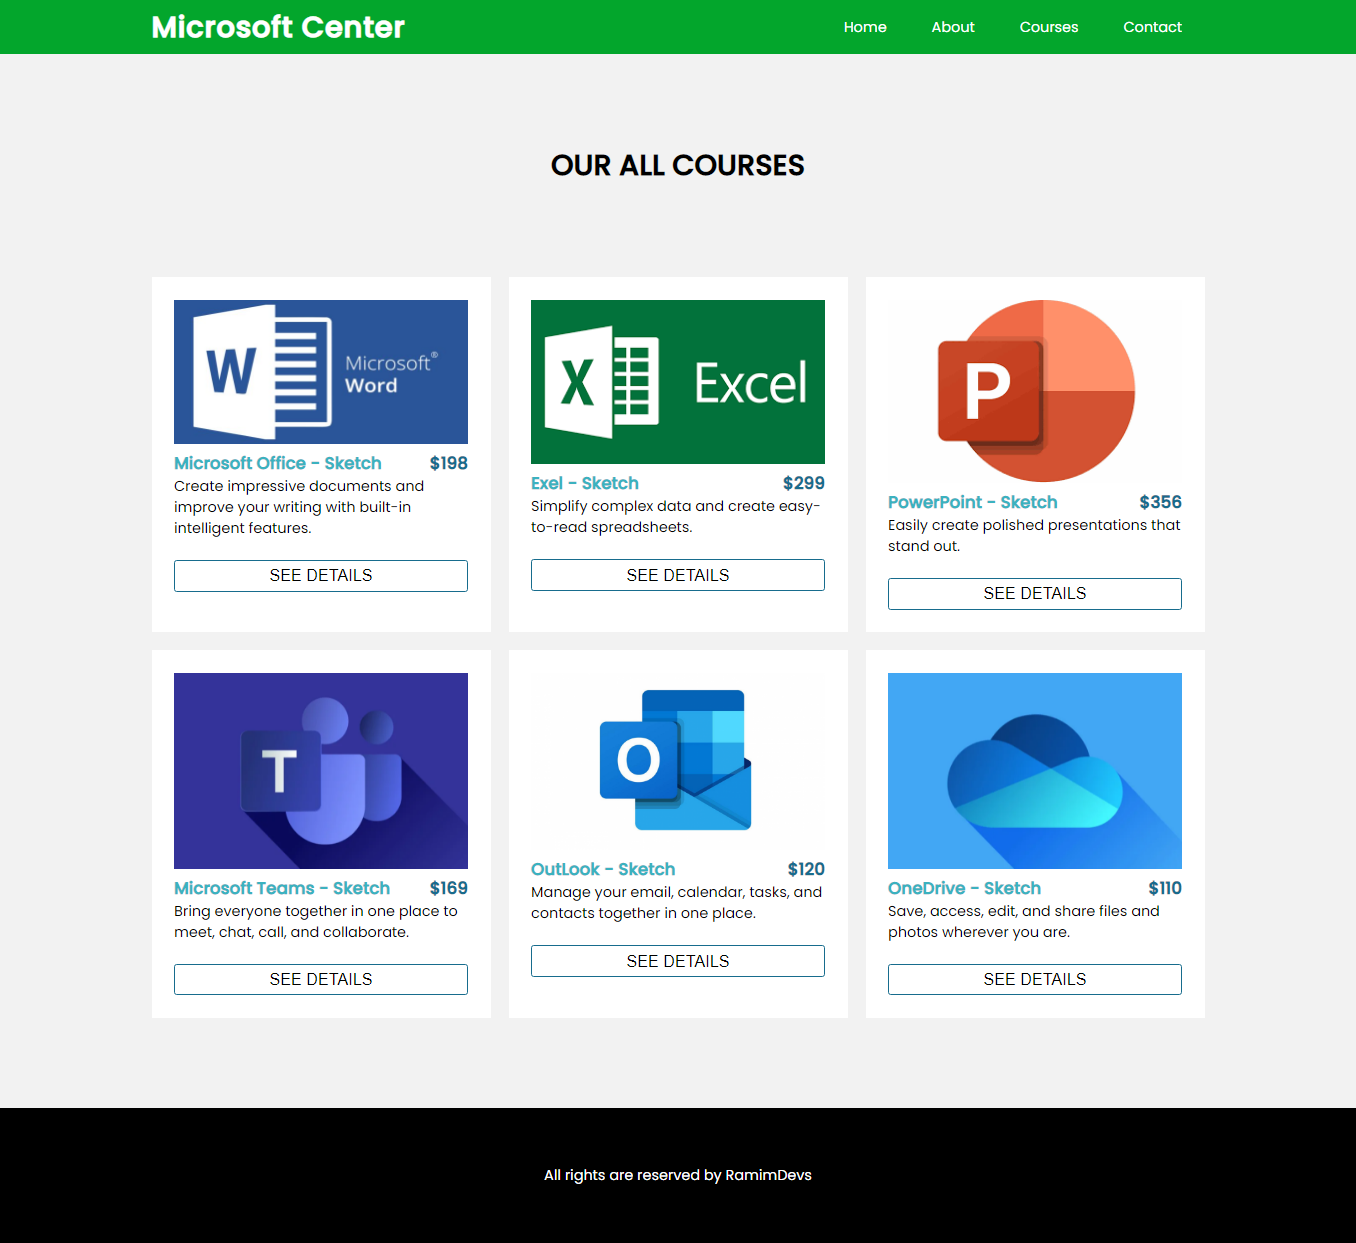 Microsoft Center
Home
About
Courses
Contact
OUR ALL COURSES
W
Microsoft®
Word
Microsoft Office - Sketch
$198
Create impressive documents and
improve your writing with built-in
intelligent features.
SEE DETAILS
X
Excel
Exel - Sketch
$299
Simplify complex data and create easy-
to-read spreadsheets.
SEE DETAILS
P
PowerPoint - Sketch
$356
Easily create polished presentations that
stand out.
SEE DETAILS
T
Microsoft Teams - Sketch
$169
Bring everyone together in one place to
meet, chat, call, and collaborate.
SEE DETAILS
O
OutLook - Sketch
$120
Manage your email, calendar, tasks, and
contacts together in one place.
SEE DETAILS
OneDrive - Sketch
$110
Save, access, edit, and share files and
photos wherever you are.
SEE DETAILS
All rights are reserved by RamimDevs